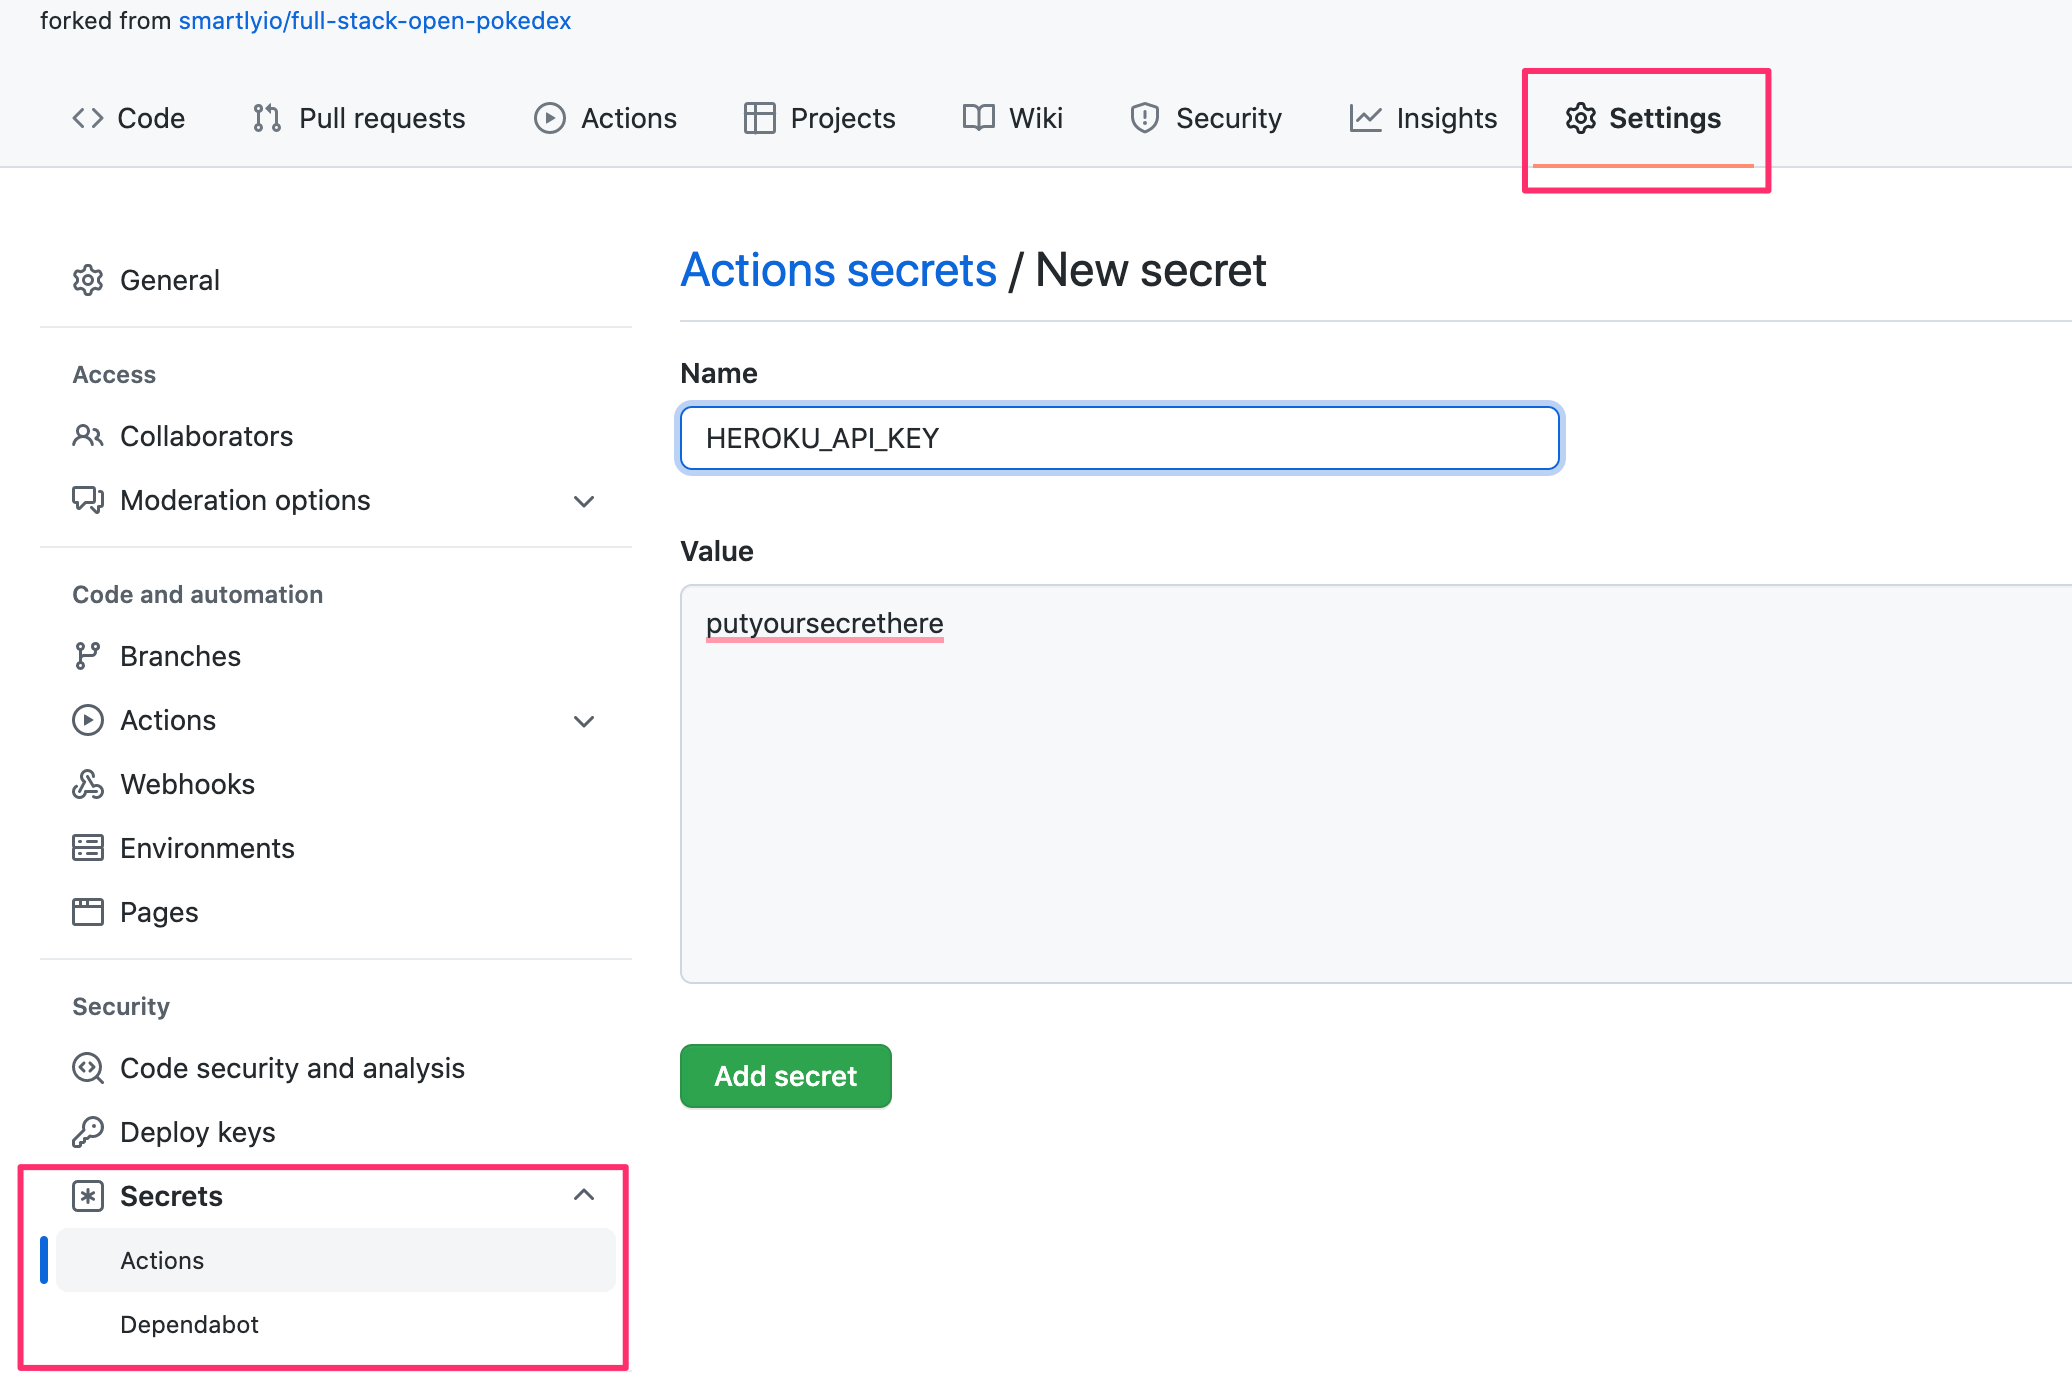 forked from smartlyio/full-stack-open-pokedex
Code Pull requests Actions Projects Wiki Security Insights Settings
General
Access
Collaborators
Moderation options
Code and automation
Branches
Actions
Webhooks
Environments
Pages
Security
Code security and analysis
Deploy keys
Secrets
Actions
Dependabot
Actions secrets / New secret
Name
HEROKU_API_KEY
Value
putyoursecrethere
Add secret